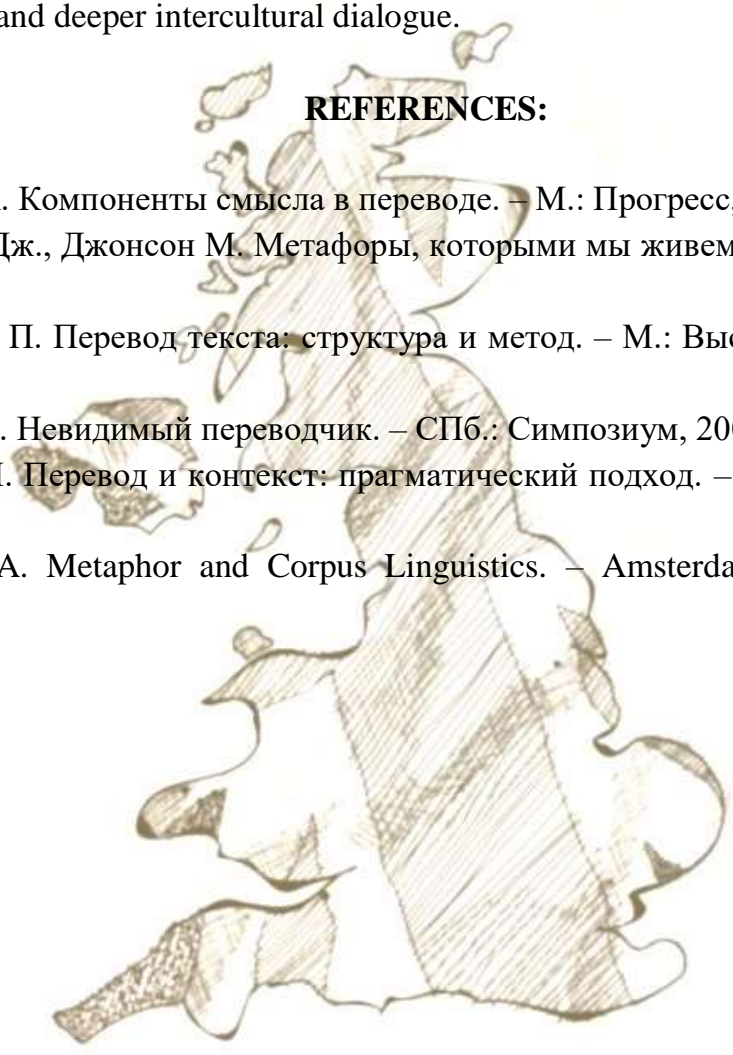 and deeper intercultural dialogue.
REFERENCES:
. Компоненты смысла в переводе. – М.: Прогресс,
Дж., Джонсон М. Метафоры, которыми мы живем
П. Перевод текста: структура и метод. – М.: Выс
. Невидимый переводчик. – СПб.: Симпозиум, 200
. Перевод и контекст: прагматический подход. –
A. Metaphor and Corpus Linguistics. – Amsterda